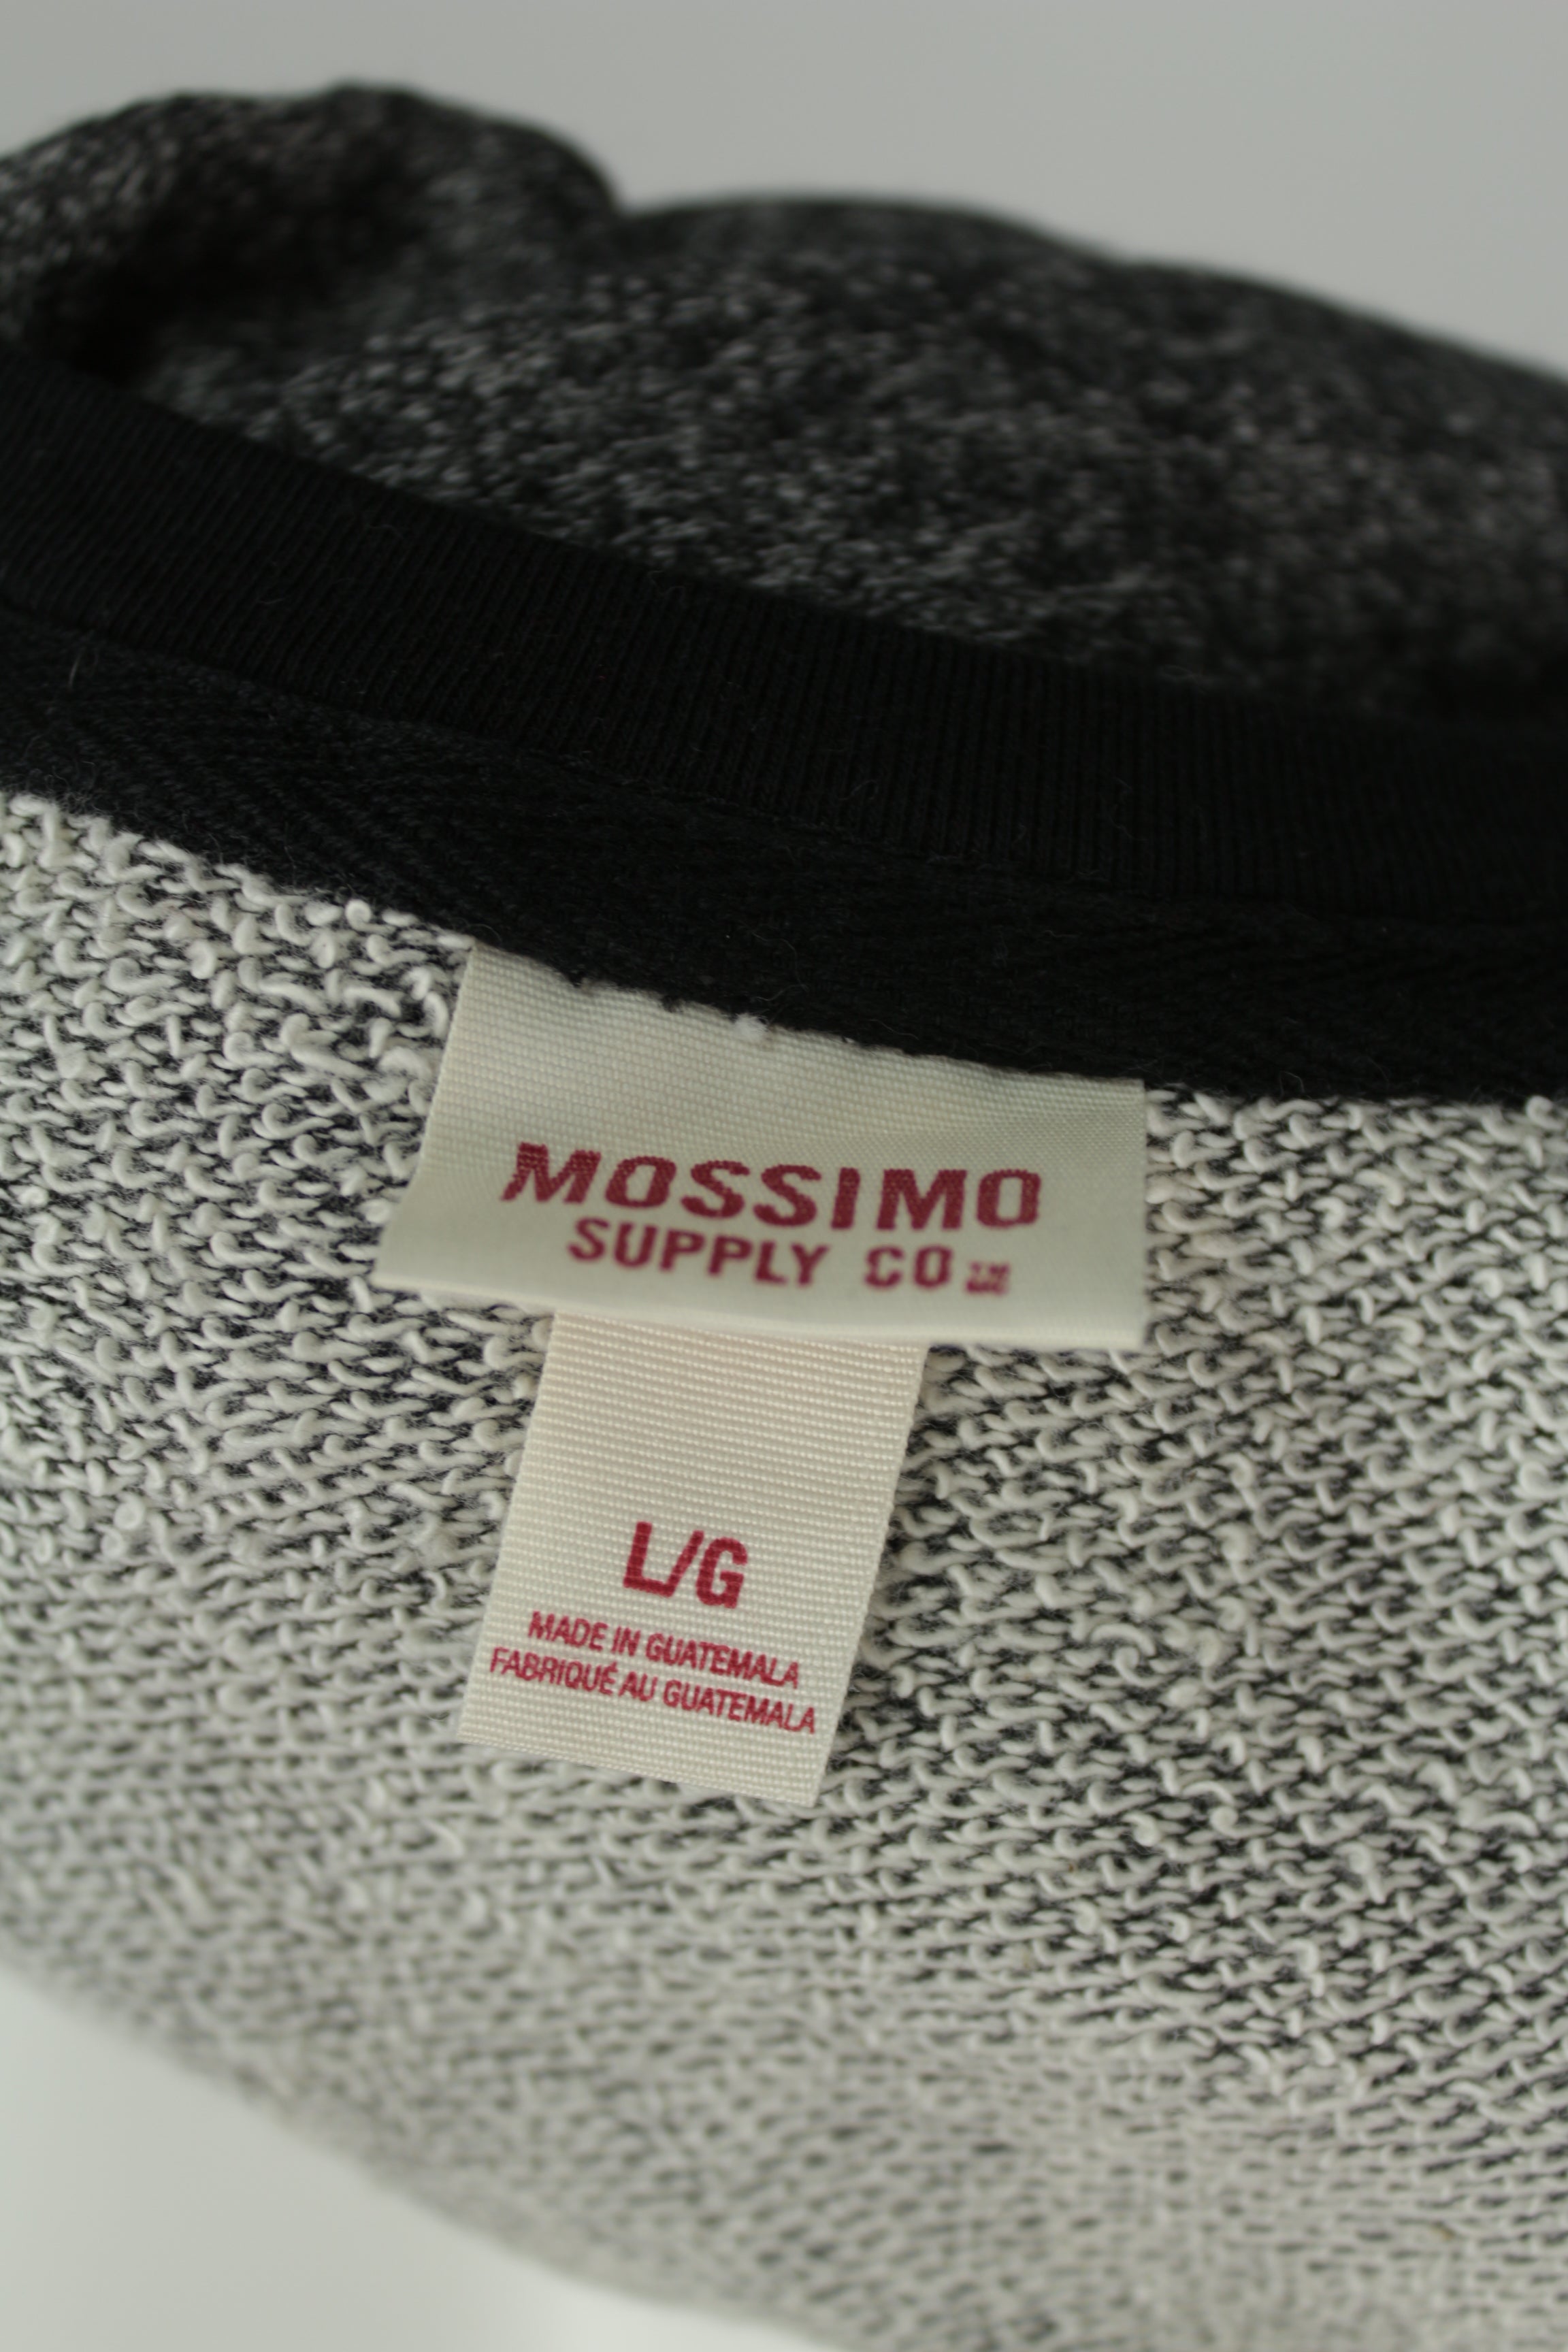 MOSSIMO
SUPPLY CO
L/G
MADE IN GUATEMALA
FABRIQUÉ AU GUATEMALA